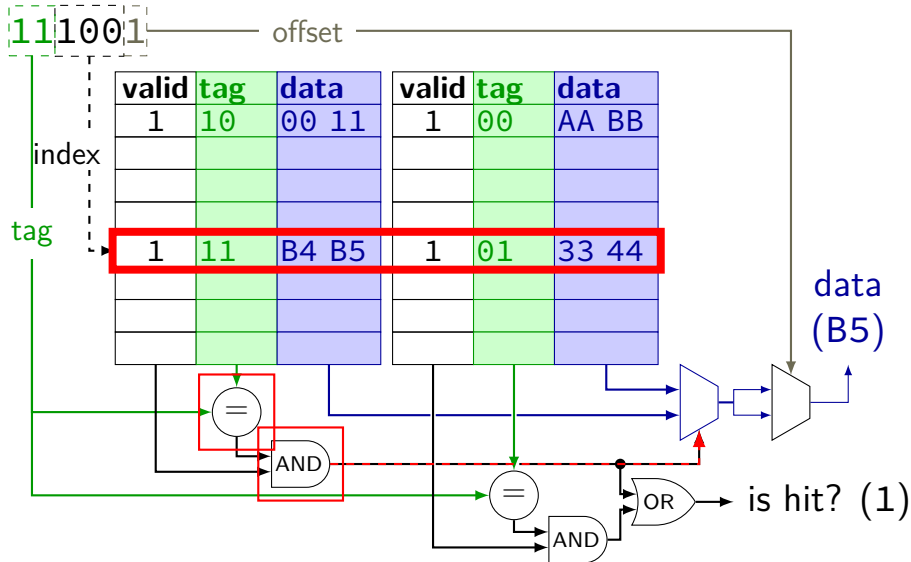 111001
offset
valid tag data valid tag data
1 10 00 11 1 00 AA BB
index
tag
1 11 B4 B5 1 01 33 44
data
(B5)
=
AND
=
OR
is hit? (1)
AND